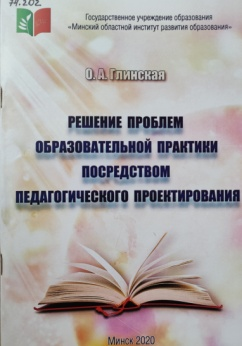 74.202
Государственное учреждение образования
«Минский областной институт развития образования»
О. А. Глинская
РЕШЕНИЕ ПРОБЛЕМ
ОБРАЗОВАТЕЛЬНОЙ ПРАКТИКИ
ПОСРЕДСТВОМ
ПЕДАГОГИЧЕСКОГО ПРОЕКТИРОВАНИЯ
Минск 2020